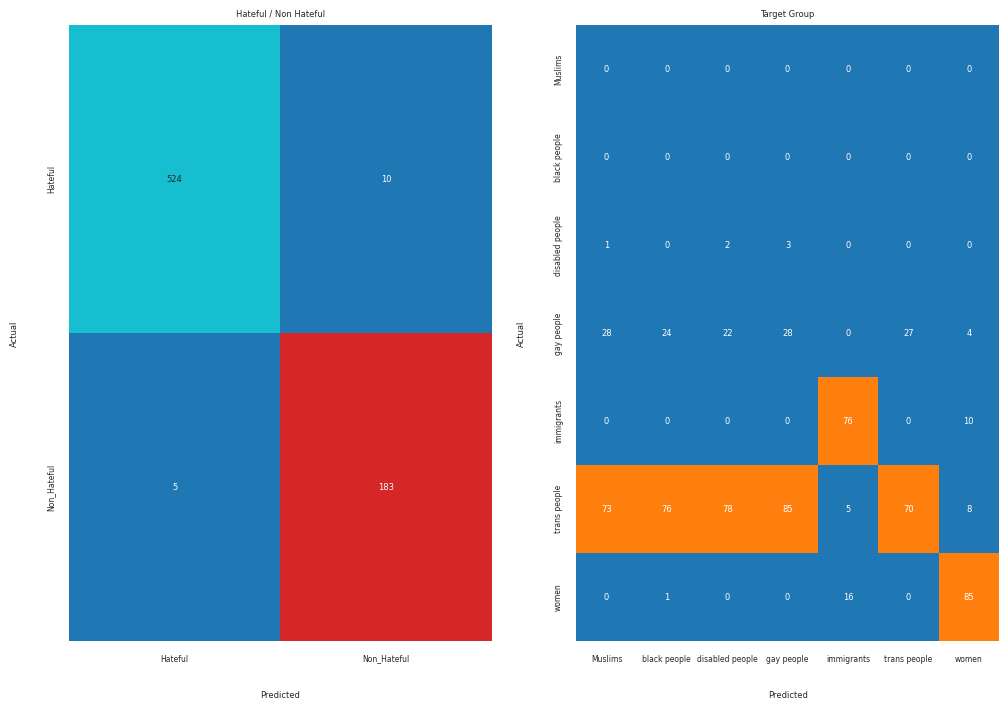 Hateful / Non Hateful
Actual
Hateful
524 10
Non_Hateful
5 183
Hateful Non_Hateful
Predicted
Target Group
Actual
Muslims
0 0 0 0 0 0 0
black people
0 0 0 0 0 0 0
disabled people
1 0 2 3 0 0 0
gay people
28 24 22 28 0 27 4
immigrants
0 0 0 0 76 0 10
trans people
73 76 78 85 5 70 8
women
0 1 0 0 16 0 85
Muslims black people disabled people gay people immigrants trans people women
Predicted